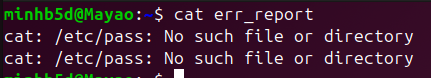 minhb5d@Mayao:~$ cat err_report
cat: /etc/pass: No such file or directory
cat: /etc/pass: No such file or directory